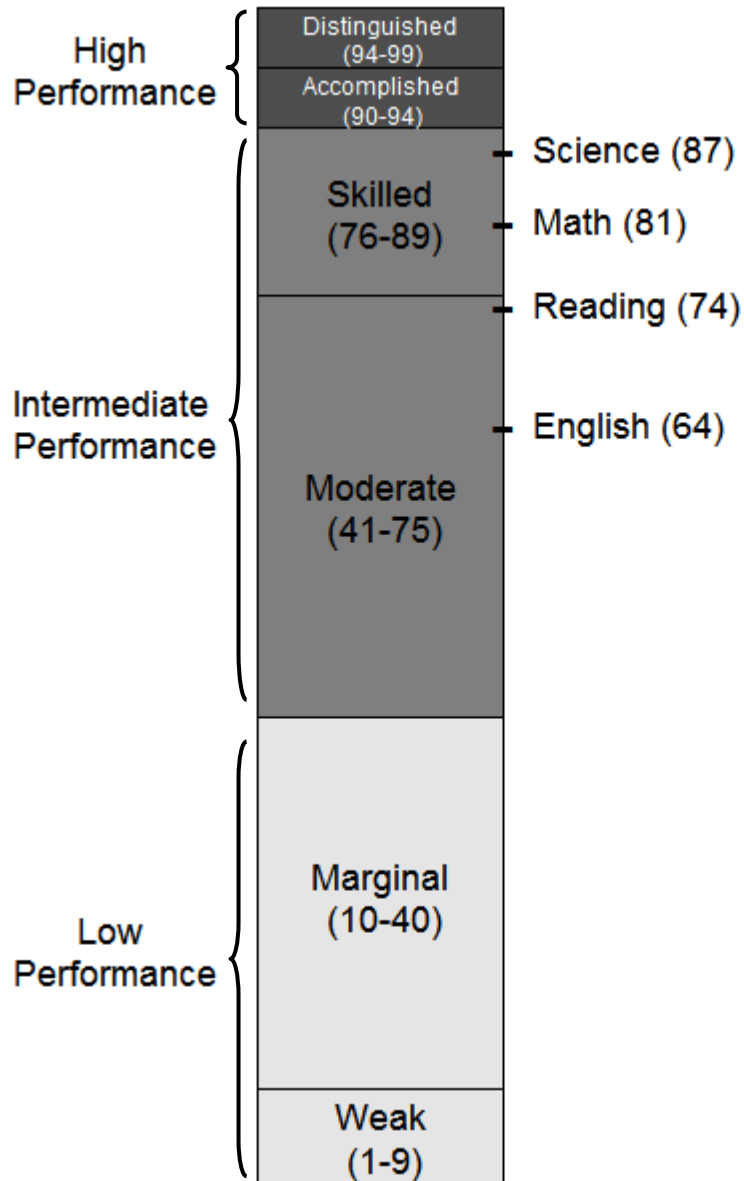 High
Performance
Distinguished
(94-99)
Accomplished
(90-94)
Science (87)
Skilled
(76-89)
Math (81)
Reading (74)
Intermediate
Performance
English (64)
Moderate
(41-75)
Marginal
(10-40)
Low
Performance
Weak
(1-9)